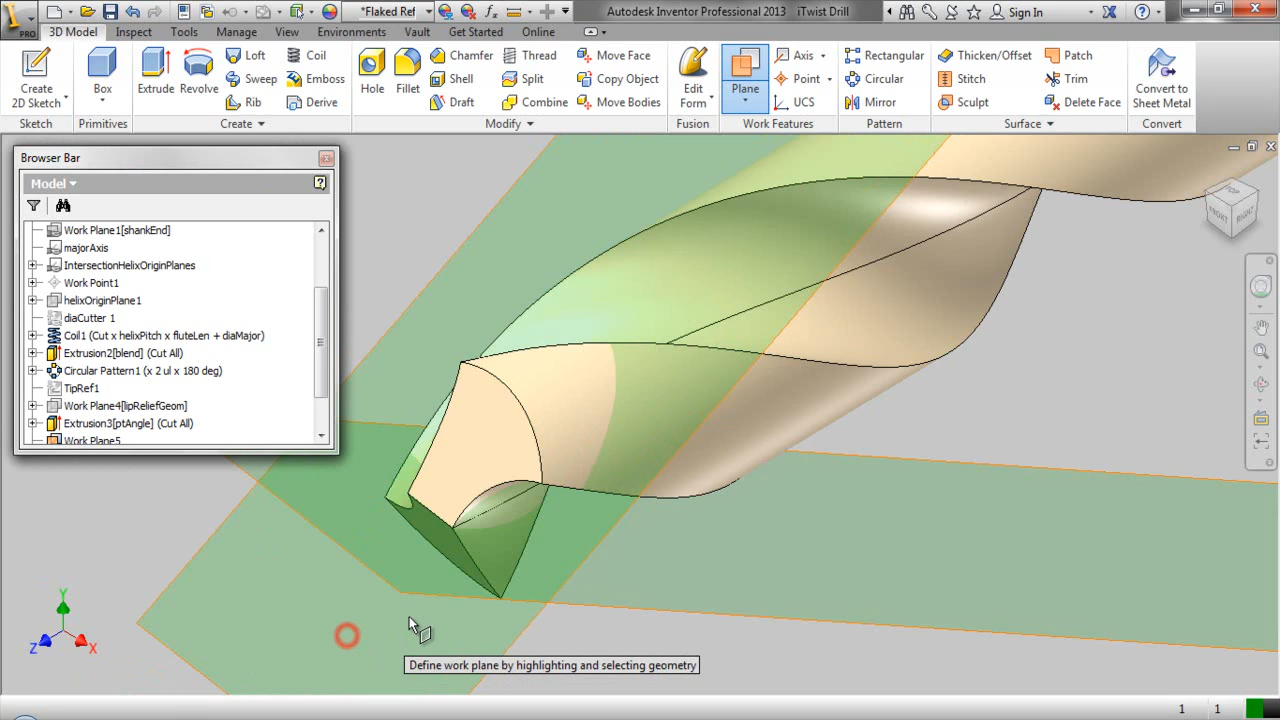 *Flaked Ref
Autodesk Inventor Professional 2013 iTwist Drill
Sign In
PRO
3D Model Inspect Tools Manage View Environments Vault Get Started Online
Create 2D Sketch
Box
Extrude
Revolve
Loft
Sweep
Rib
Coil
Emboss
Derive
Hole
Fillet
Chamfer
Shell
Draft
Thread
Split
Combine
Move Face
Copy Object
Move Bodies
Edit Form
Plane
Axis
Point
UCS
Rectangular
Circular
Mirror
Thicken/Offset
Stitch
Sculpt
Patch
Trim
Delete Face
Convert to Sheet Metal
Sketch Primitives Create Modify Fusion Work Features Pattern Surface Convert
Browser Bar
Model
Work Plane1[shankEnd]
majorAxis
IntersectionHelixOriginPlanes
Work Point1
helixOriginPlane1
diaCutter 1
Coil1 (Cut x helixPitch x fluteLen + diaMajor)
Extrusion2[blend] (Cut All)
Circular Pattern1 (x 2 ul x 180 deg)
TipRef1
Work Plane4[lipReliefGeom]
Extrusion3[ptAngle] (Cut All)
Work Plane5
TOP
FRONT
RIGHT
Y
Z
X
Define work plane by highlighting and selecting geometry
1 1